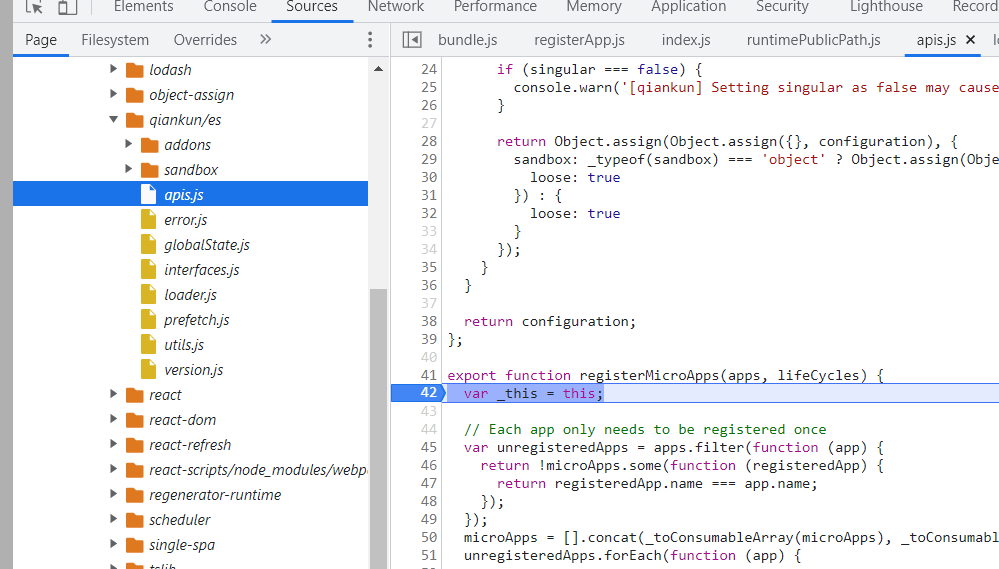 Elements Console Sources Network Performance Memory Application Security Lighthouse Record
Page Filesystem Overrides »
bundle.js registerApp.js index.js runtimePublicPath.js apis.js ×
lodash
object-assign
qiankun/es
addons
sandbox
apis.js
error.js
globalState.js
interfaces.js
loader.js
prefetch.js
utils.js
version.js
react
react-dom
react-refresh
react-scripts/node_modules/webp
regenerator-runtime
scheduler
single-spa
tslib
24 if (singular === false) {
25 console.warn('[qiankun] Setting singular as false may cause
26 }
27
28 return Object.assign(Object.assign({}, configuration), {
29 sandbox: _typeof(sandbox) === 'object' ? Object.assign(Obje
30 loose: true
31 }) : {
32 loose: true
33 }
34 });
35 }
36 }
37
38 return configuration;
39 };
40
41 export function registerMicroApps(apps, lifeCycles) {
42 var _this = this;
43
44 // Each app only needs to be registered once
45 var unregisteredApps = apps.filter(function (app) {
46 return !microApps.some(function (registeredApp) {
47 return registeredApp.name === app.name;
48 });
49 });
50 microApps = [].concat(_toConsumableArray(microApps), _toConsumabl
51 unregisteredApps.forEach(function (app) {